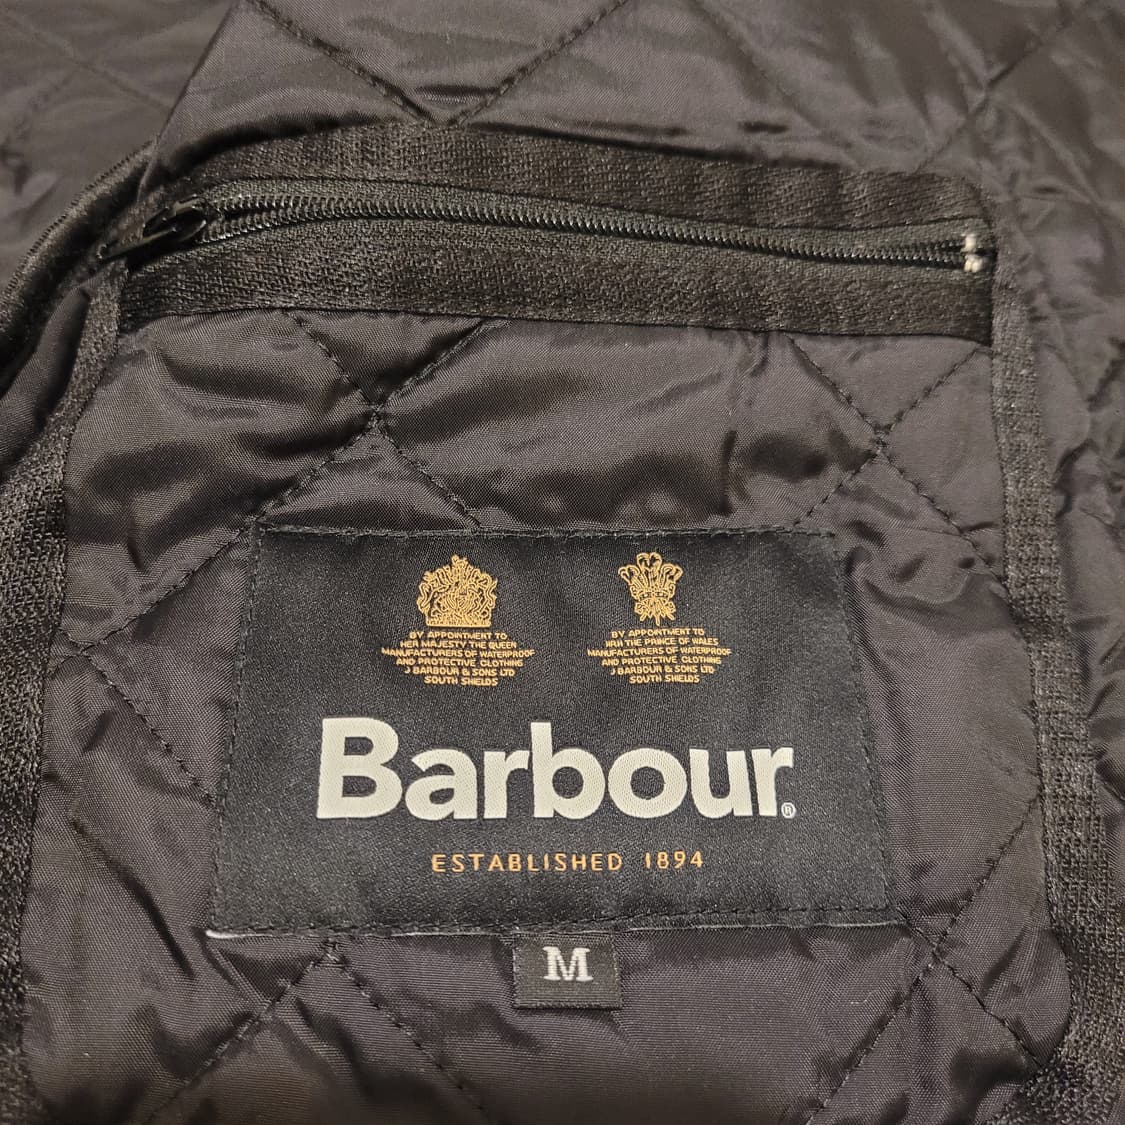 BY APPOINTMENT TO
HER MAJESTY THE QUEEN
MANUFACTURERS OF WATERPROOF
AND PROTECTIVE CLOTHING
J BARBOUR & SONS LTD
SOUTH SHIELDS
BY APPOINTMENT TO
HRH THE PRINCE OF WALES
MANUFACTURERS OF WATERPROOF
AND PROTECTIVE CLOTHING
J BARBOUR & SONS LTD
SOUTH SHIELDS
Barbour®
ESTABLISHED 1894
M